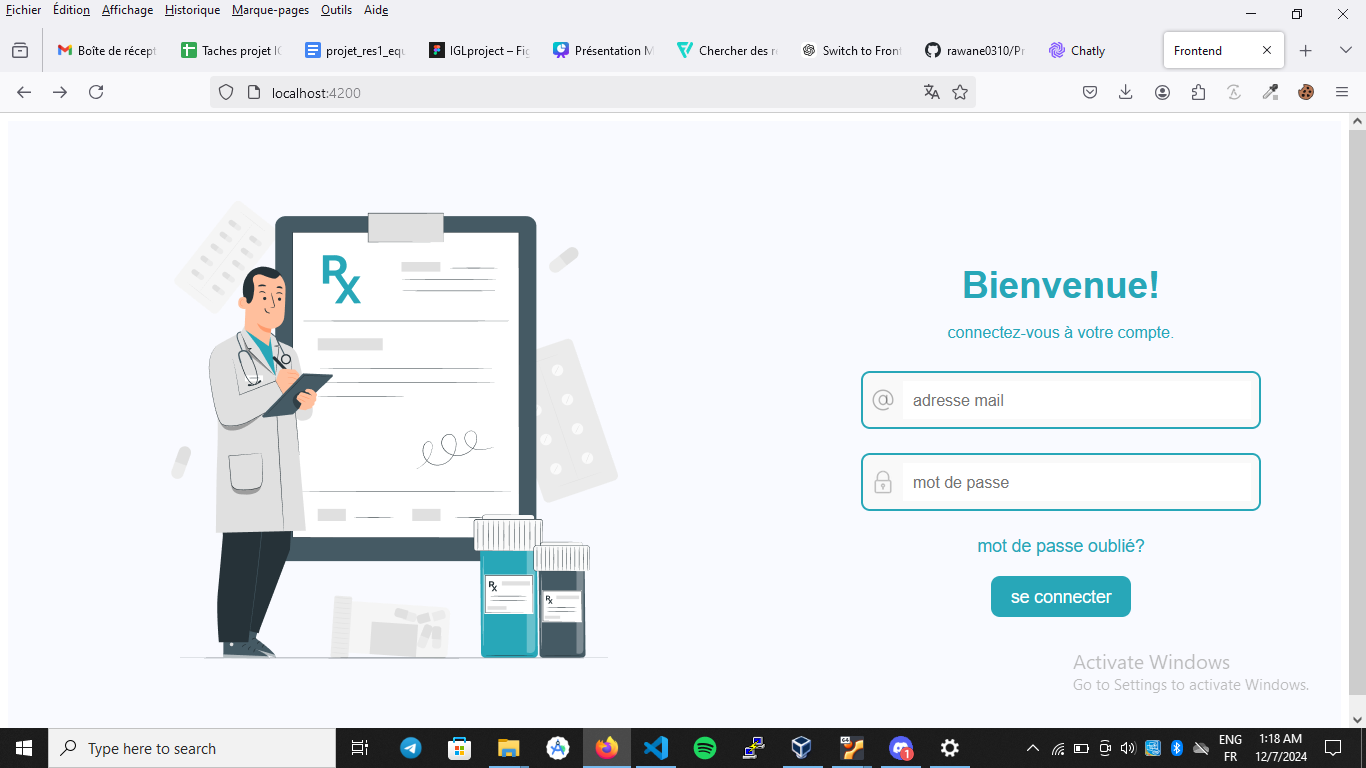 Fichier Édition Affichage Historique Marque-pages Outils Aide
Boîte de récept Taches projet IG projet_res1_equ IGLproject – Fig Présentation M Chercher des re Switch to Front rawane0310/Pr Chatly Frontend
localhost:4200
Rx
Bienvenue!
connectez-vous à votre compte.
@ adresse mail
mot de passe
mot de passe oublié?
se connecter
Rx
Rx
Activate Windows
Go to Settings to activate Windows.
Type here to search
1
ENG
FR
1:18 AM
12/7/2024